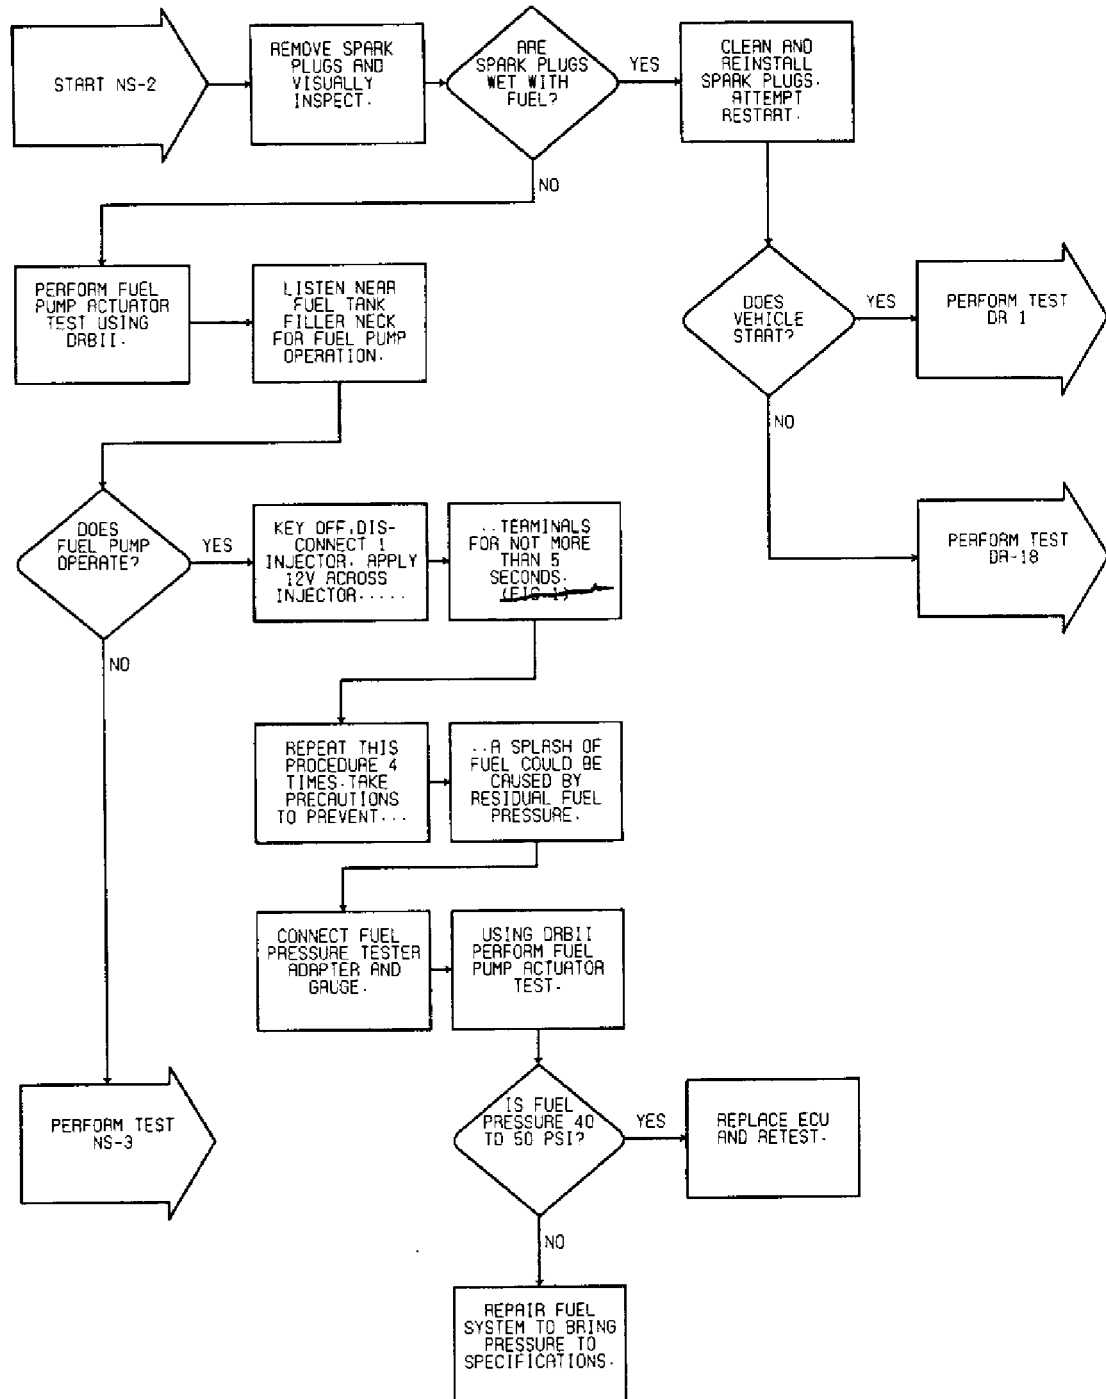 START NS-2
REMOVE SPARK
PLUGS AND
VISUALLY
INSPECT.
ARE
SPARK PLUGS
WET WITH
FUEL?
YES
CLEAN AND
REINSTALL
SPARK PLUGS.
ATTEMPT
RESTART.
NO
PERFORM FUEL
PUMP ACTUATOR
TEST USING
DRBII.
LISTEN NEAR
FUEL TANK
FILLER NECK
FOR FUEL PUMP
OPERATION.
DOES
VEHICLE
START?
YES
PERFORM TEST
DR 1
NO
DOES
FUEL PUMP
OPERATE?
YES
KEY OFF,DIS-
CONNECT 1
INJECTOR. APPLY
12V ACROSS
INJECTOR.....
..TERMINALS
FOR NOT MORE
THAN 5
SECONDS.
(FIG-1)
PERFORM TEST
DR-18
NO
REPEAT THIS
PROCEDURE 4
TIMES.TAKE
PRECAUTIONS
TO PREVENT...
..A SPLASH OF
FUEL COULD BE
CAUSED BY
RESIDUAL FUEL
PRESSURE.
CONNECT FUEL
PRESSURE TESTER
ADAPTER AND
GAUGE.
USING DRBII
PERFORM FUEL
PUMP ACTUATOR
TEST.
PERFORM TEST
NS-3
IS FUEL
PRESSURE 40
TO 50 PSI?
YES
REPLACE ECU
AND RETEST.
NO
REPAIR FUEL
SYSTEM TO BRING
PRESSURE TO
SPECIFICATIONS.